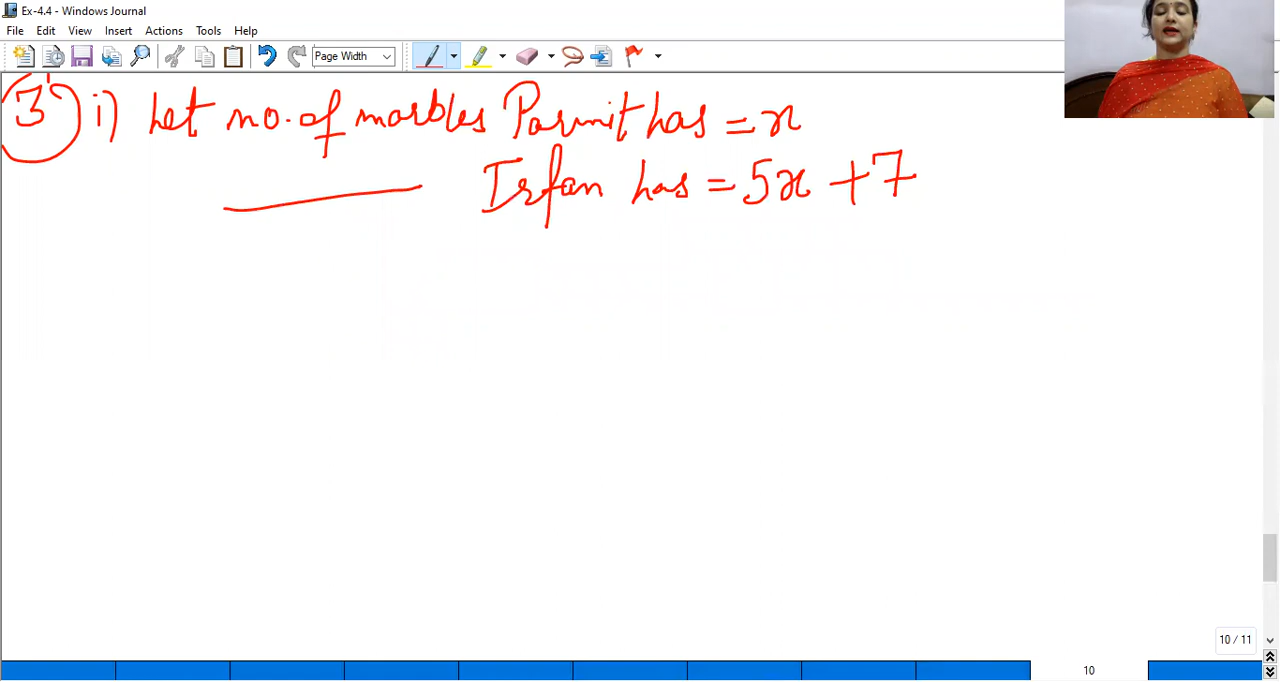 Ex-4.4 - Windows Journal
File Edit View Insert Actions Tools Help
Page Width
3 i) Let no. of marbles Parmit has = x
Irfan has = 5x + 7
10 / 11
10